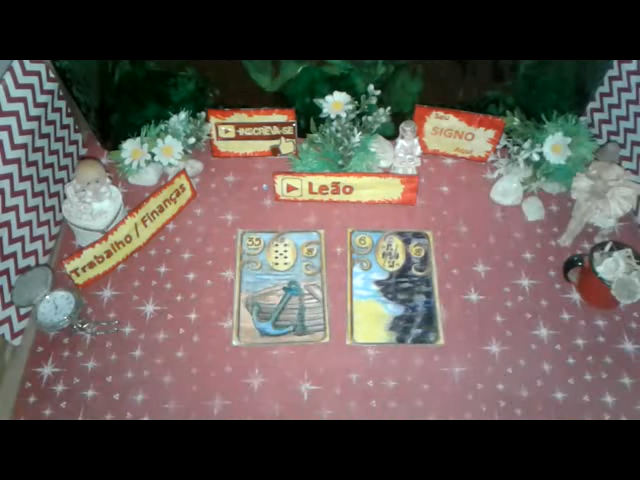 INSCREVA-SE
Seu
SIGNO
Aqui
Leão
Trabalho / Finanças
35
6